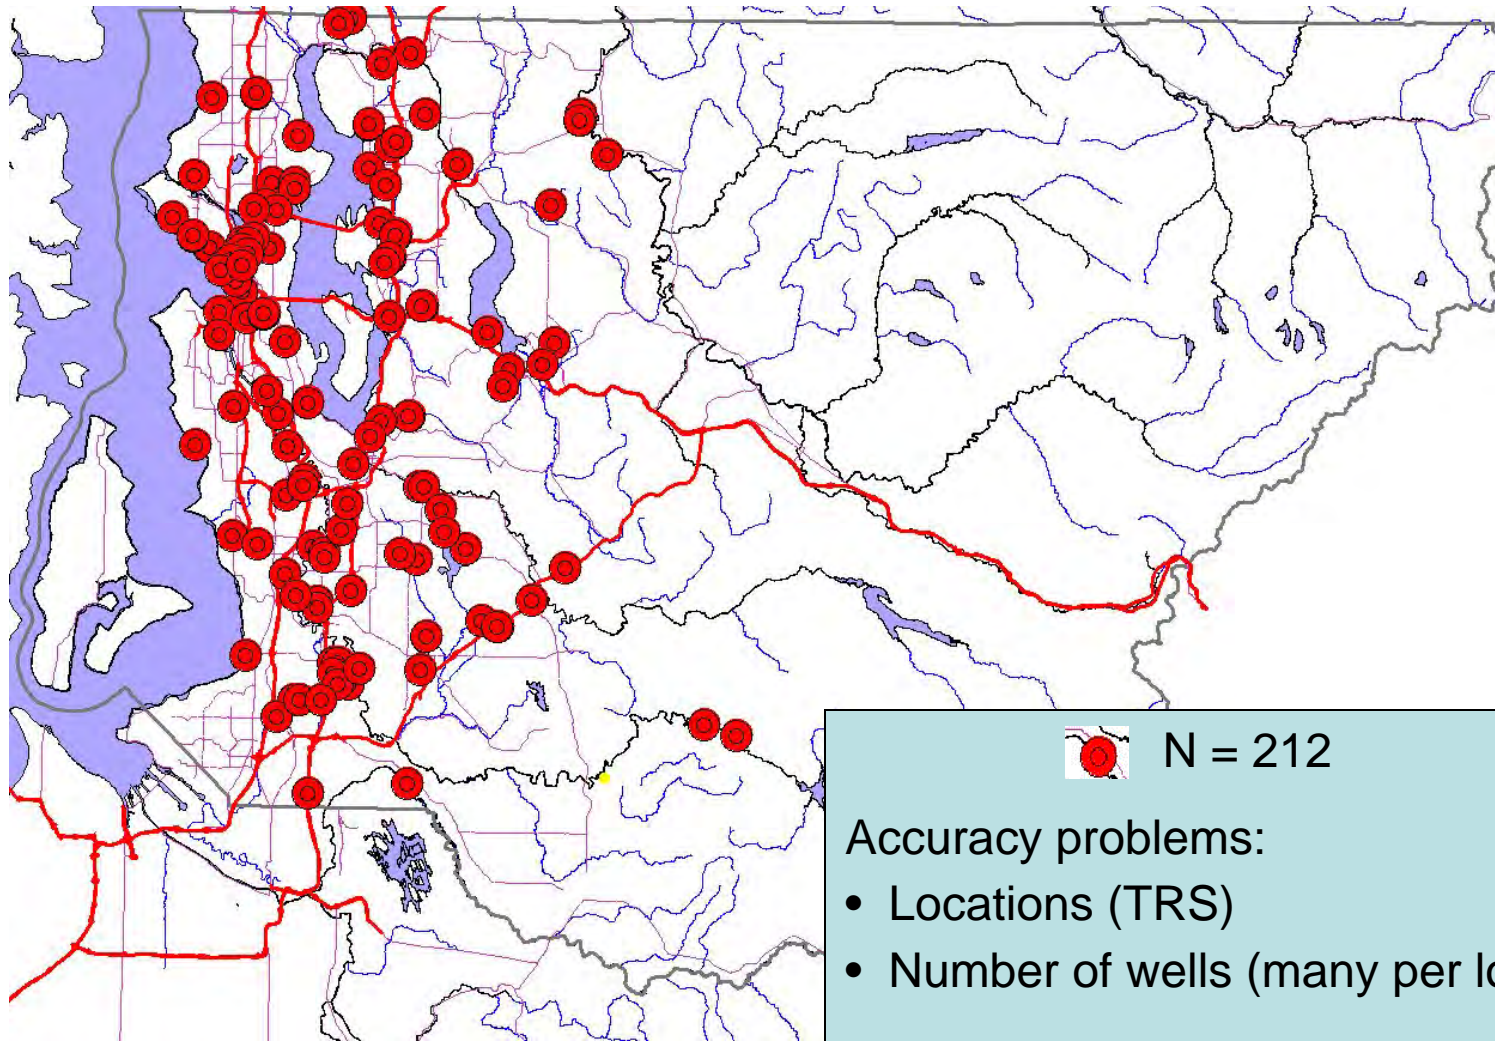 N = 212
Accuracy problems:
• Locations (TRS)
• Number of wells (many per